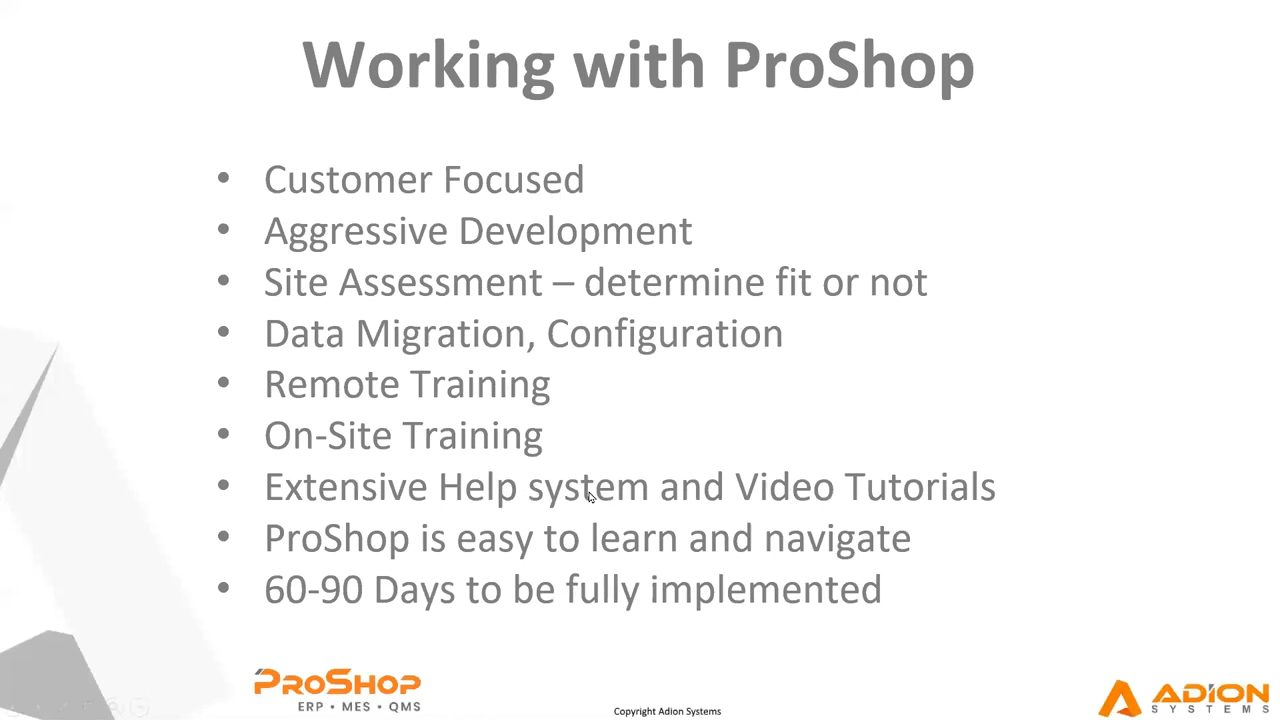 Working with ProShop
• Customer Focused
• Aggressive Development
• Site Assessment – determine fit or not
• Data Migration, Configuration
• Remote Training
• On-Site Training
• Extensive Help system and Video Tutorials
• ProShop is easy to learn and navigate
• 60-90 Days to be fully implemented
PROSHOP
ERP • MES • QMS
Copyright Adion Systems
ADION
SYSTEMS